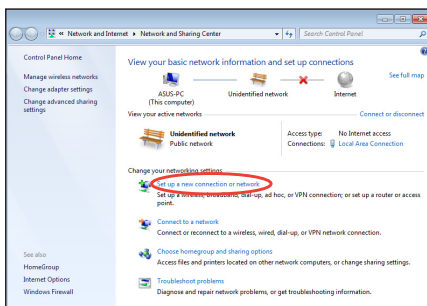 « Network and Internet ▸ Network and Sharing Center
Search Control Panel
Control Panel Home
Manage wireless networks
Change adapter settings
Change advanced sharing
settings
See also
HomeGroup
Internet Options
Windows Firewall
View your basic network information and set up connections
See full map
ASUS-PC
(This computer)
Unidentified network
Internet
View your active networks
Connect or disconnect
Unidentified network
Public network
Access type: No Internet access
Connections: Local Area Connection
Change your networking settings
Set up a new connection or network
Set up a wireless, broadband, dial-up, ad hoc, or VPN connection; or set up a router or access
point.
Connect to a network
Connect or reconnect to a wireless, wired, dial-up, or VPN network connection.
Choose homegroup and sharing options
Access files and printers located on other network computers, or change sharing settings.
Troubleshoot problems
Diagnose and repair network problems, or get troubleshooting information.